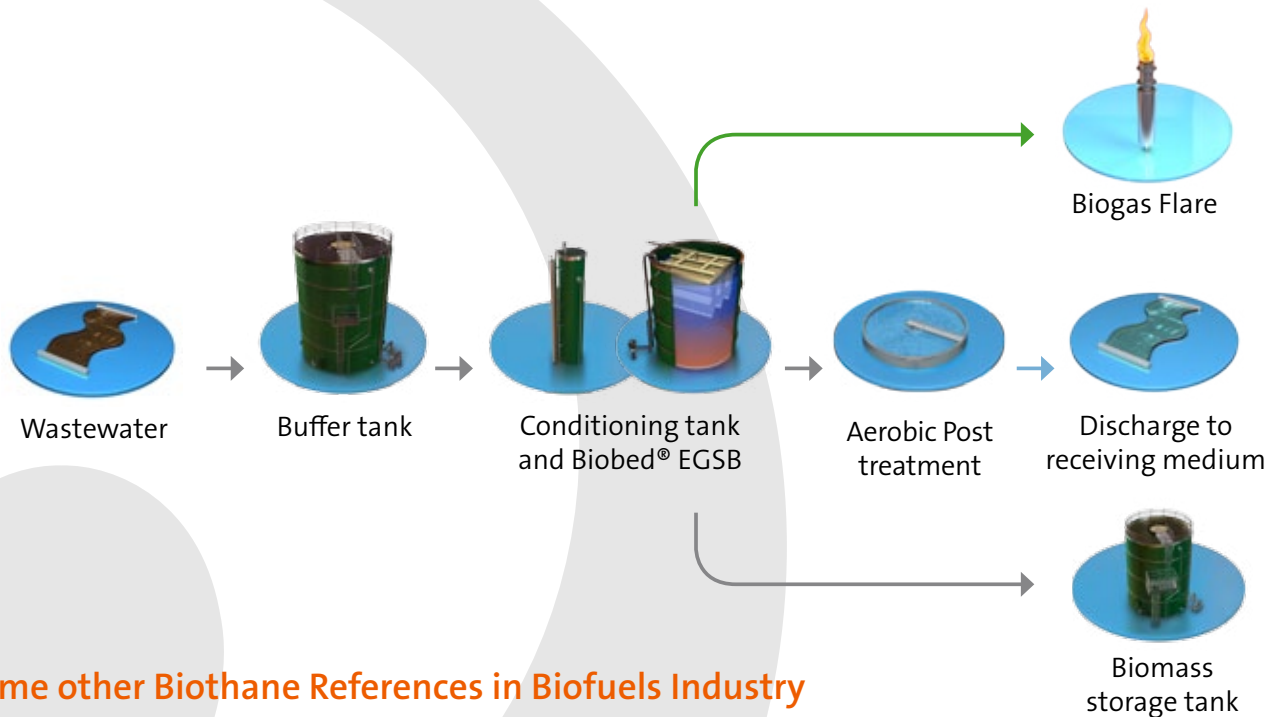 Biogas Flare
Wastewater
Buffer tank
Conditioning tank
and Biobed® EGSB
Aerobic Post
treatment
Discharge to
receiving medium
Biomass
storage tank
me other Biothane References in Biofuels Industry